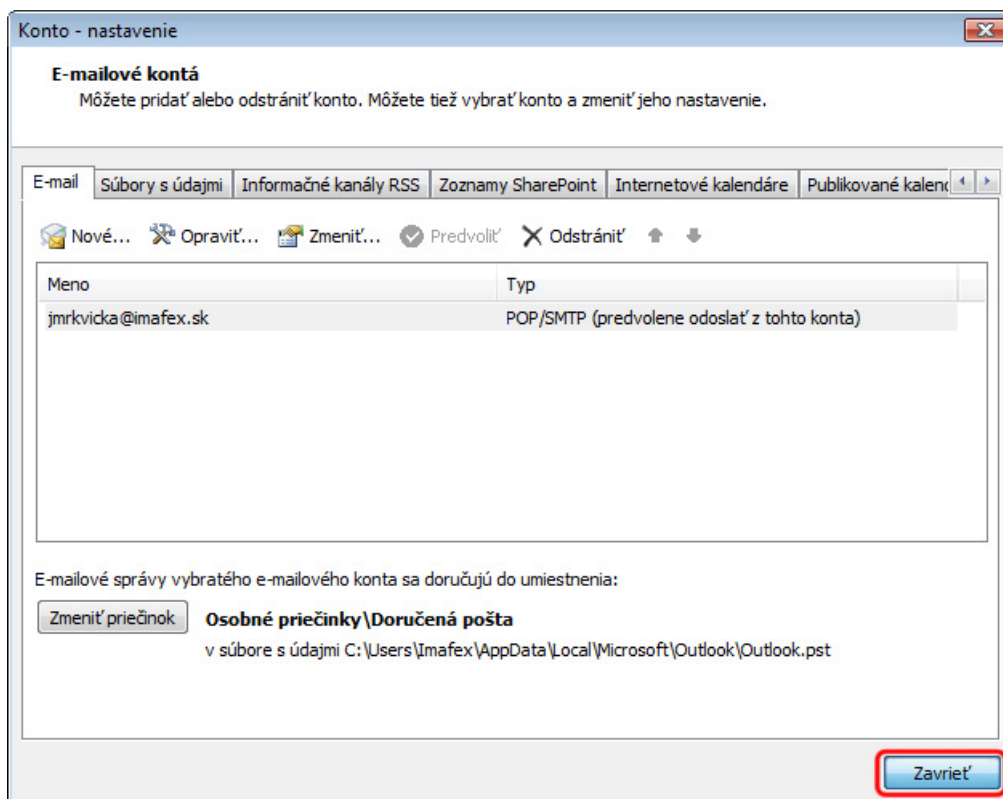 Konto - nastavenie
E-mailové kontá
Môžete pridať alebo odstrániť konto. Môžete tiež vybrať konto a zmeniť jeho nastavenie.
E-mail Súbory s údajmi Informačné kanály RSS Zoznamy SharePoint Internetové kalendáre Publikované kalend
Nové... Opraviť... Zmeniť... Predvoliť Odstrániť
Meno Typ
jmrkvicka@imafex.sk POP/SMTP (predvolene odoslať z tohto konta)
E-mailové správy vybratého e-mailového konta sa doručujú do umiestnenia:
Zmeniť priečinok Osobné priečinky\Doručená pošta
v súbore s údajmi C:\Users\Imafex\AppData\Local\Microsoft\Outlook\Outlook.pst
Zavrieť